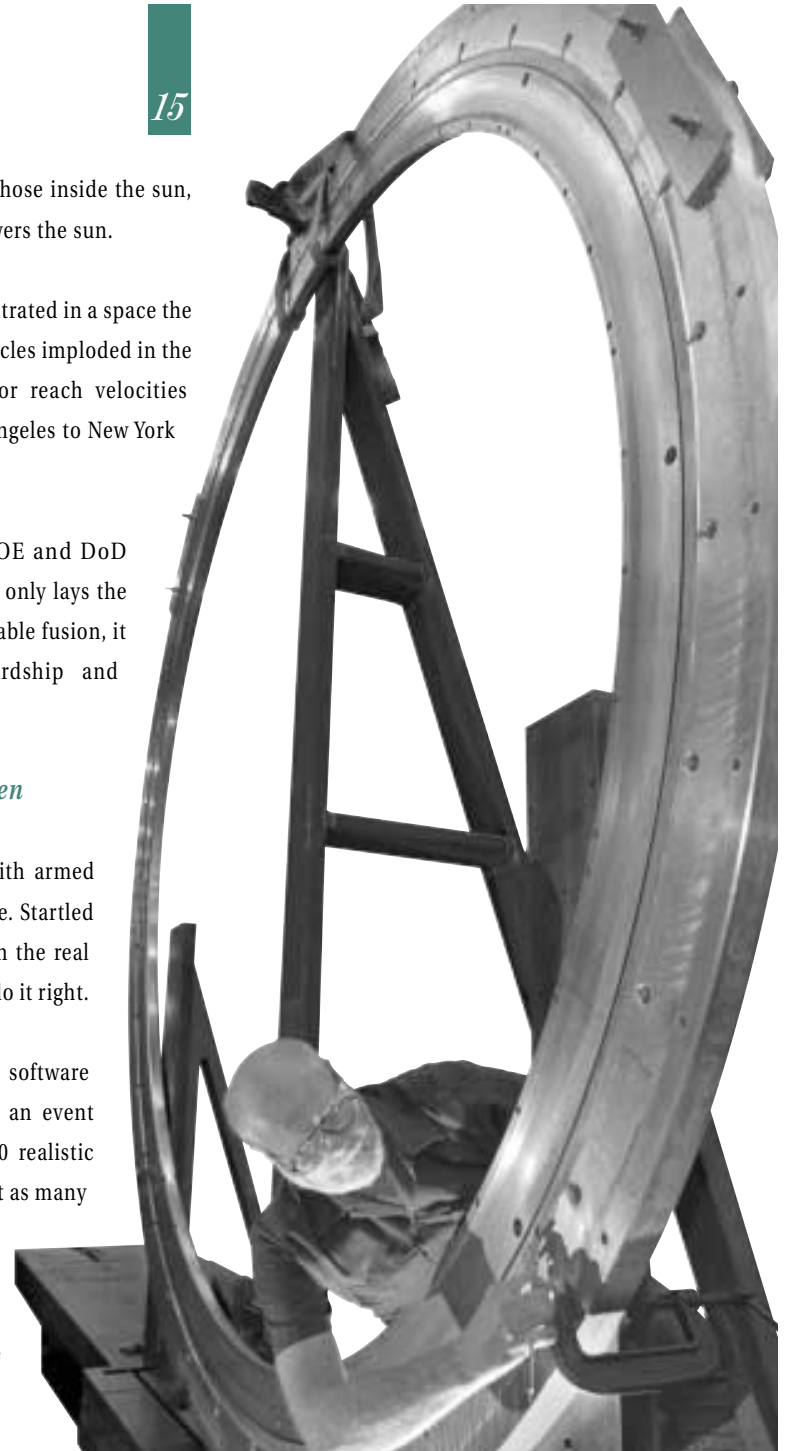 15
hose inside the sun,
vers the sun.
trated in a space the
cles imploded in the
or reach velocities
ngeles to New York
OE and DoD
only lays the
able fusion, it
rdship and
en
ith armed
e. Startled
n the real
lo it right.
software
an event
0 realistic
t as many